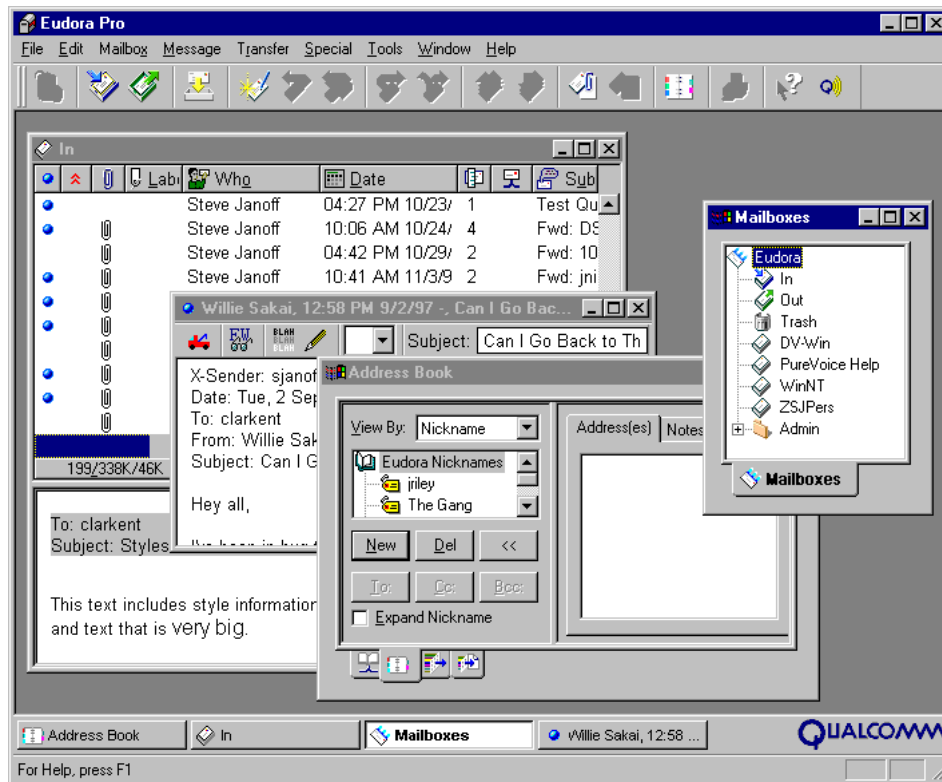 Eudora Pro
File Edit Mailbox Message Transfer Special Tools Window Help
In
Who Date Sub
Steve Janoff 04:27 PM 10/23/ 1 Test Qu
Steve Janoff 10:06 AM 10/24/ 4 Fwd: DS
Steve Janoff 04:42 PM 10/29/ 2 Fwd: 10
Steve Janoff 10:41 AM 11/3/9 2 Fwd: jni
199/338K/46K
To: clarkent
Subject: Styles
This text includes style information
and text that is very big.
Willie Sakai, 12:58 PM 9/2/97 -, Can I Go Bac...
BLAH
BLAH
BLAH
Subject: Can I Go Back to Th
X-Sender: sjanof
Date: Tue, 2 Sep
To: clarkent
From: Willie Sak
Subject: Can I G
Hey all,
Address Book
View By: Nickname
Eudora Nicknames
jriley
The Gang
New Del <<
To: Cc: Bcc:
Expand Nickname
Address(es) Notes
Mailboxes
Eudora
In
Out
Trash
DV-Win
PureVoice Help
WinNT
ZSJPers
Admin
Mailboxes
Address Book In Mailboxes Willie Sakai, 12:58 ...
QUALCOMM
For Help, press F1